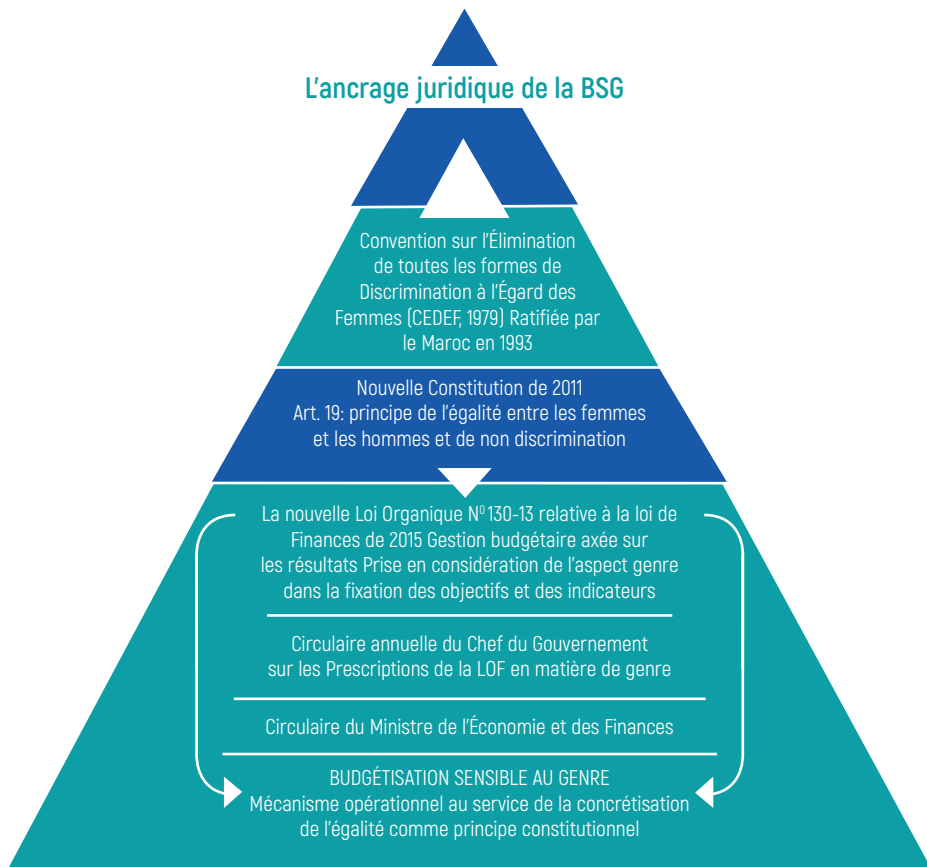 L'ancrage juridique de la BSG
Convention sur l'Élimination
de toutes les formes de
Discrimination à l'Égard des
Femmes (CEDEF, 1979) Ratifiée par
le Maroc en 1993
Nouvelle Constitution de 2011
Art. 19: principe de l'égalité entre les femmes
et les hommes et de non discrimination
La nouvelle Loi Organique N⁰ 130-13 relative à la loi de
Finances de 2015 Gestion budgétaire axée sur
les résultats Prise en considération de l'aspect genre
dans la fixation des objectifs et des indicateurs
Circulaire annuelle du Chef du Gouvernement
sur les Prescriptions de la LOF en matière de genre
Circulaire du Ministre de l'Économie et des Finances
BUDGÉTISATION SENSIBLE AU GENRE
Mécanisme opérationnel au service de la concrétisation
de l'égalité comme principe constitutionnel